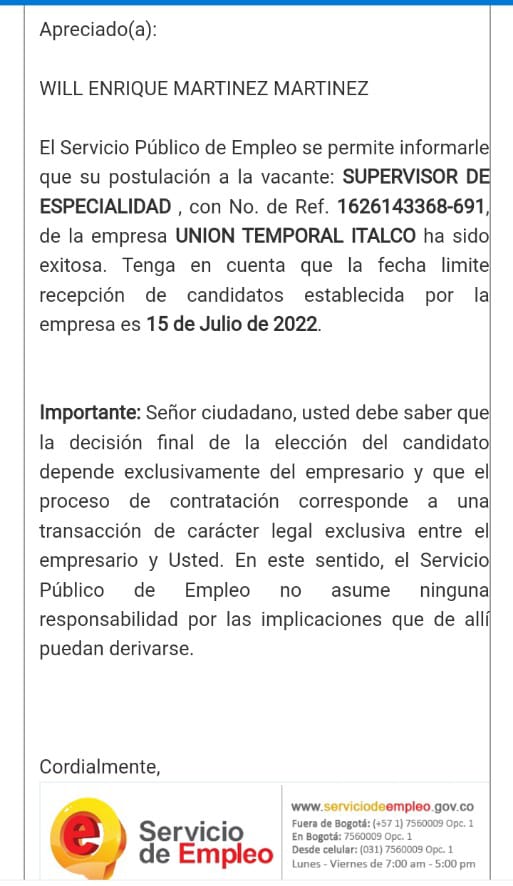 Apreciado(a):
WILL ENRIQUE MARTINEZ MARTINEZ
El Servicio Público de Empleo se permite informarle
que su postulación a la vacante: SUPERVISOR DE
ESPECIALIDAD , con No. de Ref. 1626143368-691,
de la empresa UNION TEMPORAL ITALCO ha sido
exitosa. Tenga en cuenta que la fecha limite
recepción de candidatos establecida por la
empresa es 15 de Julio de 2022.
Importante: Señor ciudadano, usted debe saber que
la decisión final de la elección del candidato
depende exclusivamente del empresario y que el
proceso de contratación corresponde a una
transacción de carácter legal exclusiva entre el
empresario y Usted. En este sentido, el Servicio
Público de Empleo no asume ninguna
responsabilidad por las implicaciones que de allí
puedan derivarse.
Cordialmente,
e
Servicio
de Empleo
www.serviciodeempleo.gov.co
Fuera de Bogotá: (+57 1) 7560009 Opc. 1
En Bogotá: 7560009 Opc. 1
Desde celular: (031) 7560009 Opc. 1
Lunes - Viernes de 7:00 am - 5:00 pm